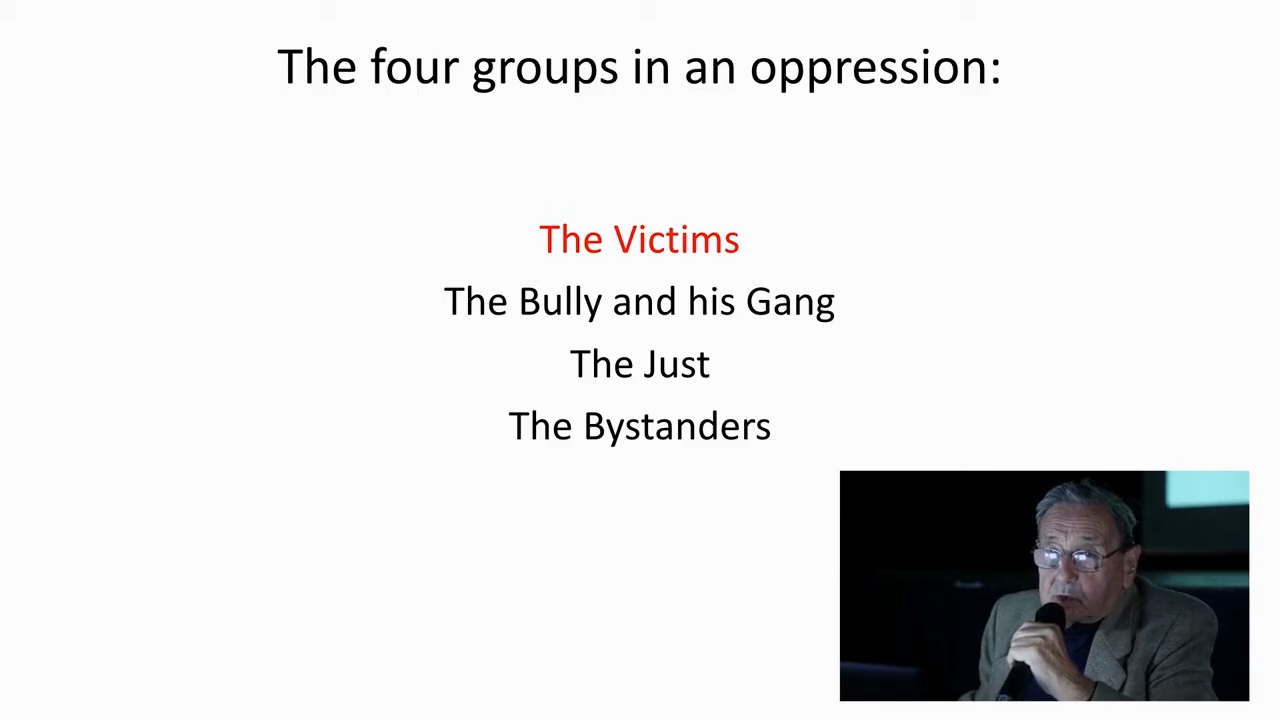 The four groups in an oppression:
The Victims
The Bully and his Gang
The Just
The Bystanders